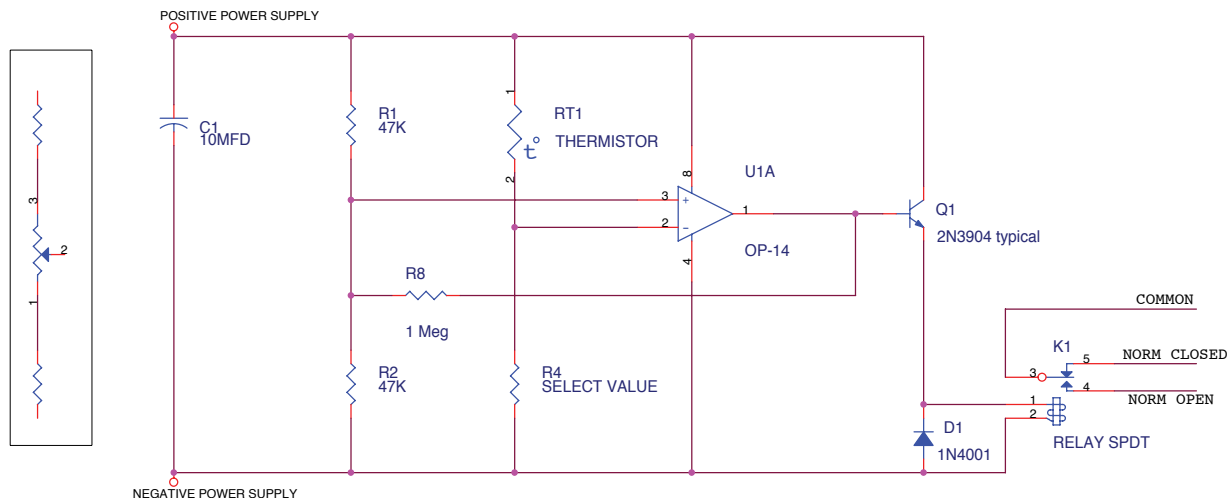 POSITIVE POWER SUPPLY
C1
10MFD
R1
47K
1
RT1
THERMISTOR
t°
2
3
2
1
U1A
8
3
+
2
-
1
4
OP-14
Q1
2N3904 typical
R8
1 Meg
R2
47K
R4
SELECT VALUE
COMMON
K1
5
NORM CLOSED
3
4
NORM OPEN
1
2
RELAY SPDT
D1
1N4001
NEGATIVE POWER SUPPLY